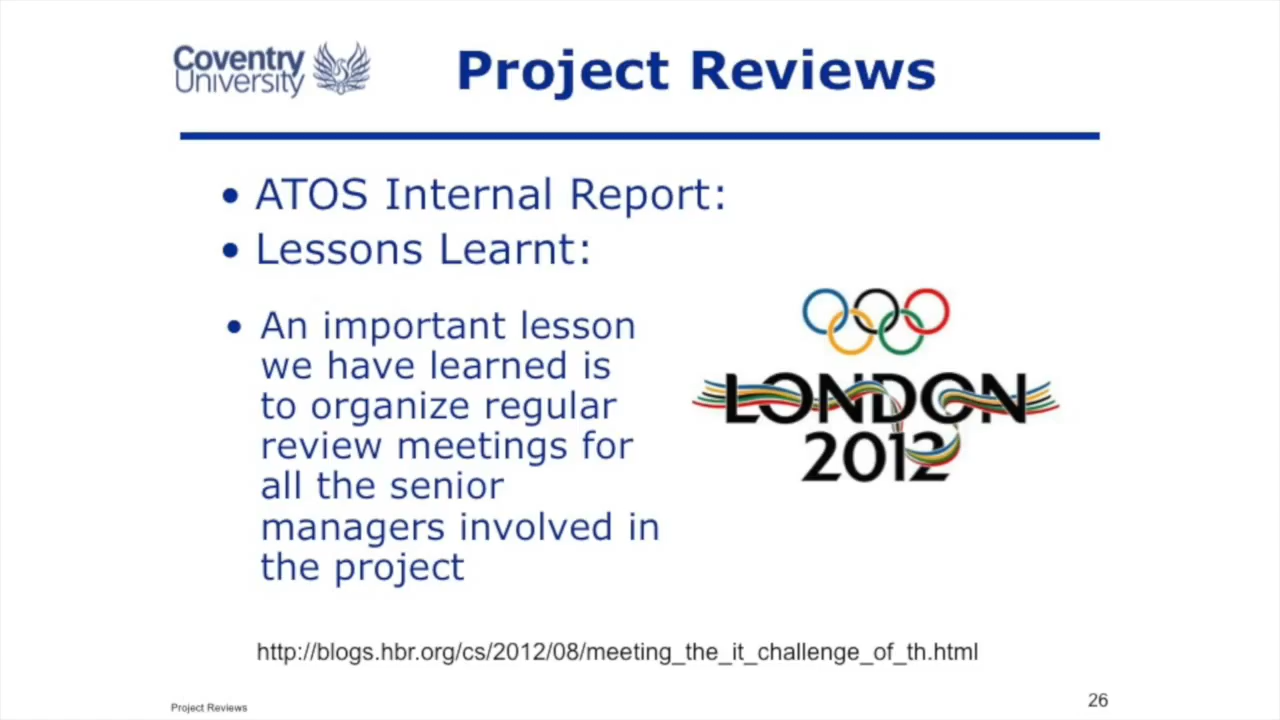 Coventry
University
Project Reviews
• ATOS Internal Report:
• Lessons Learnt:
• An important lesson
we have learned is
to organize regular
review meetings for
all the senior
managers involved in
the project
LONDON
2012
http://blogs.hbr.org/cs/2012/08/meeting_the_it_challenge_of_th.html
Project Reviews
26